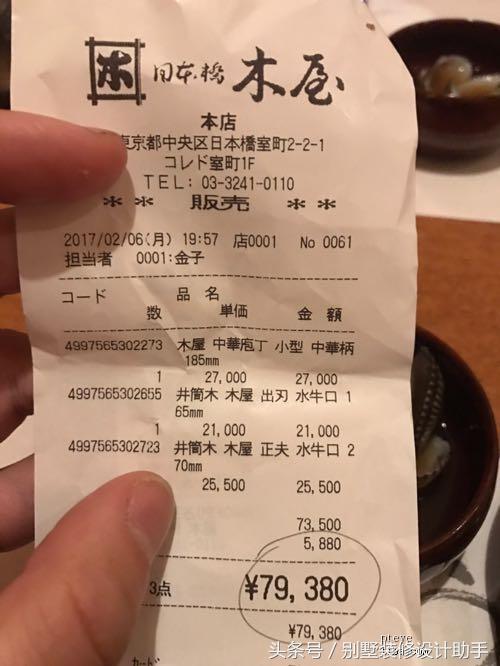 木
日本橋 木屋
本店
東京都中央区日本橋室町2-2-1
コレド室町1F
TEL: 03-3241-0110
** 販売 **
2017/02/06(月) 19:57 店0001 No 0061
担当者 0001:金子
コード 品 名
数 単価 金 額
4997565302273 木屋 中華庖丁 小型 中華柄
185mm
1 27,000 27,000
4997565302655 井筒木 木屋 出刃 水牛口 1
65mm
1 21,000 21,000
4997565302723 井筒木 木屋 正夫 水牛口 2
70mm
25,500 25,500
73,500
5,880
3点 ¥79,380
¥79,380
頭条号 / 别墅装修设计助手